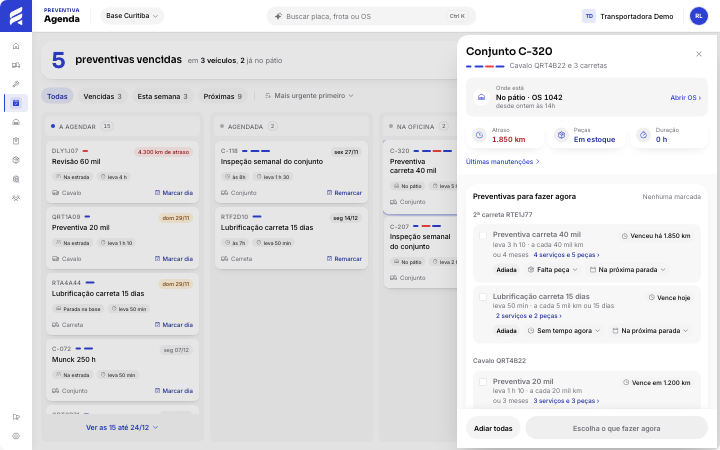 PREVENTIVA
Agenda
Base Curitiba
Buscar placa, frota ou OS
Ctrl K
TD
Transportadora Demo
RL
5 preventivas vencidas em 3 veículos, 2 já no pátio
Todas
Vencidas 3
Esta semana 3
Próximas 9
Mais urgente primeiro
A AGENDAR 15
DLY1J07
4.300 km de atraso
Revisão 60 mil
Na estrada
leva 4 h
Cavalo
Marcar dia
QRT1A09
dom 29/11
Preventiva 20 mil
Na estrada
leva 1 h 10
Cavalo
Marcar dia
RTA4A44
dom 29/11
Lubrificação carreta 15 dias
Parada na base
leva 50 min
Carreta
Marcar dia
C-072
seg 07/12
Munck 250 h
Na estrada
leva 50 min
Conjunto
Marcar dia
Ver as 15 até 24/12
AGENDADA 2
C-118
sex 27/11
Inspeção semanal do conjunto
às 8h
leva 1 h 30
Conjunto
Remarcar
RTF2D10
seg 14/12
Lubrificação carreta 15 dias
às 7h
leva 50 min
Carreta
Remarcar
NA OFICINA 2
C-320
Preventiva
carreta 40 mil
No pátio
Conjunto
C-207
Inspeção semanal
do conjunto
No pátio
Conjunto
Conjunto C-320
Cavalo QRT4B22 e 3 carretas
Onde está
No pátio · OS 1042
desde ontem às 14h
Abrir OS ›
Atraso
1.850 km
Peças
Em estoque
Duração
0 h
Últimas manutenções ›
Preventivas para fazer agora
Nenhuma marcada
2ª carreta RTE1J77
Preventiva carreta 40 mil
Venceu há 1.850 km
leva 3 h 10 · a cada 40 mil km
ou 4 meses 4 serviços e 5 peças ›
Adiada
Falta peça
Na próxima parada
Lubrificação carreta 15 dias
Vence hoje
leva 50 min · a cada 5 mil km ou 15 dias
2 serviços e 2 peças ›
Adiada
Sem tempo agora
Na próxima parada
Cavalo QRT4B22
Preventiva 20 mil
Vence em 1.200 km
leva 1 h 10 · a cada 20 mil km
ou 3 meses 3 serviços e 3 peças ›
Adiar todas
Escolha o que fazer agora